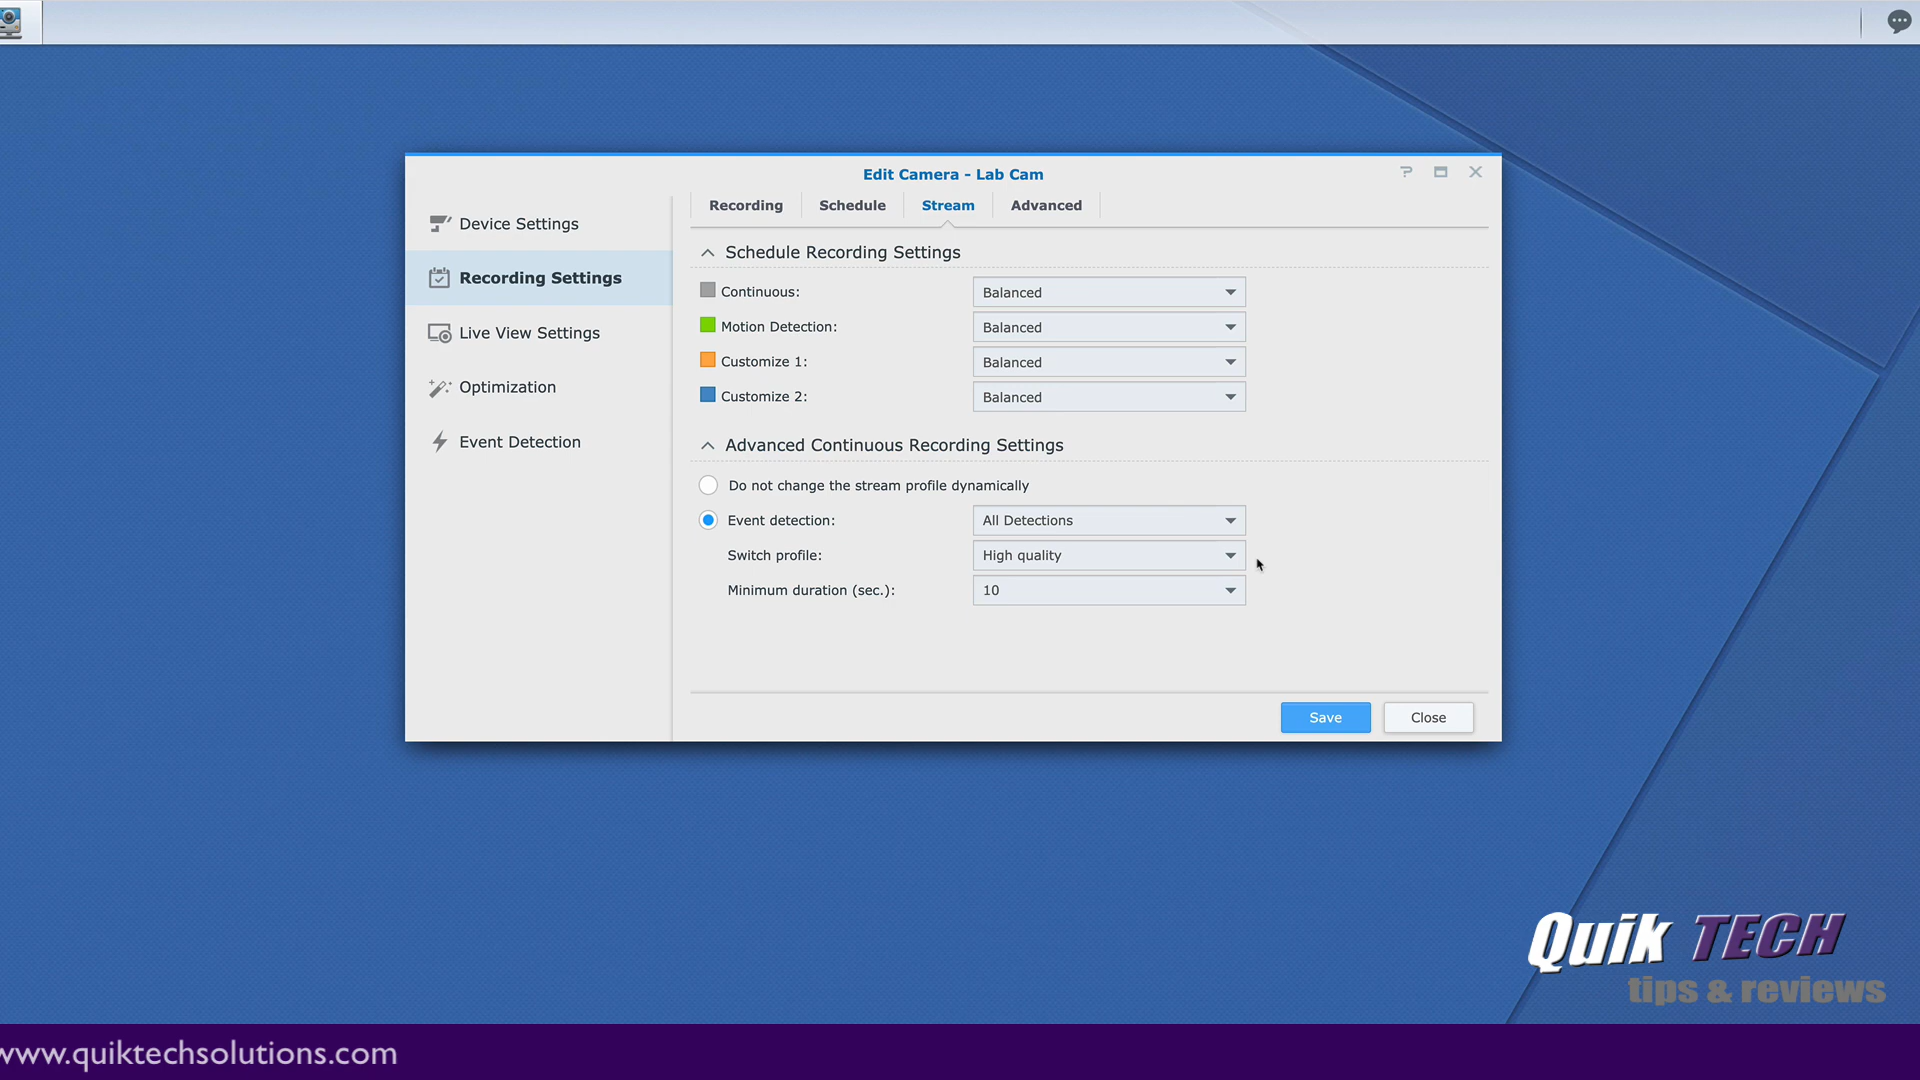 Edit Camera - Lab Cam
Recording
Schedule
Stream
Advanced
Device Settings
Recording Settings
Live View Settings
Optimization
Event Detection
Schedule Recording Settings
Continuous: Balanced
Motion Detection: Balanced
Customize 1: Balanced
Customize 2: Balanced
Advanced Continuous Recording Settings
Do not change the stream profile dynamically
Event detection: All Detections
Switch profile: High quality
Minimum duration (sec.): 10
Save
Close
Quik TECH
tips & reviews
www.quiktechsolutions.com